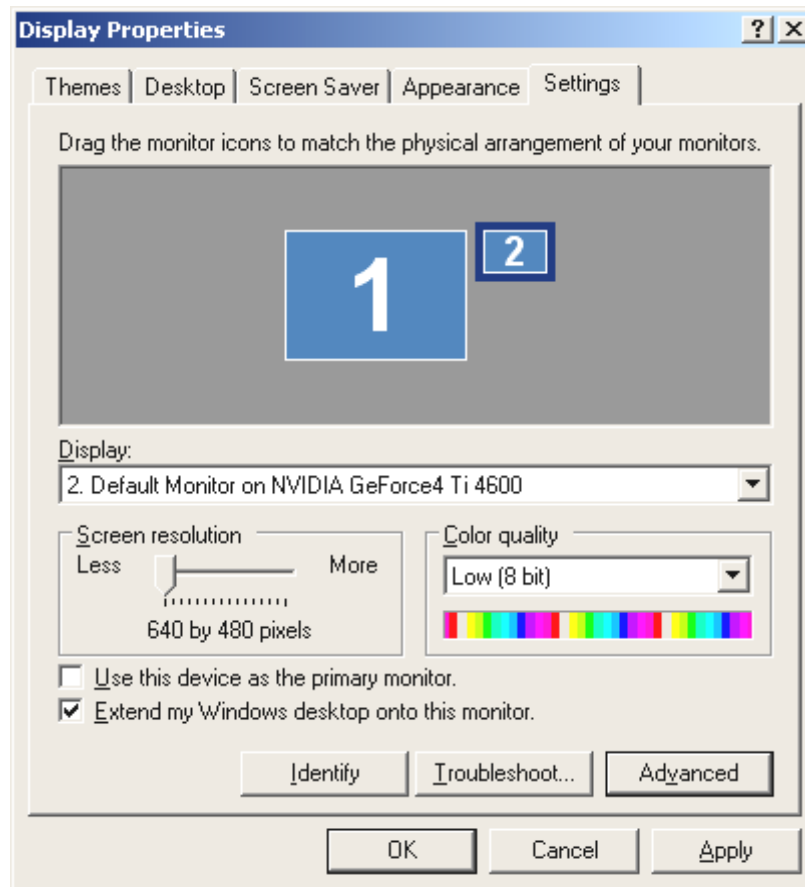 Display Properties
Themes Desktop Screen Saver Appearance Settings
Drag the monitor icons to match the physical arrangement of your monitors.
1 2
Display:
2. Default Monitor on NVIDIA GeForce4 Ti 4600
Screen resolution
Less More
640 by 480 pixels
Color quality
Low (8 bit)
Use this device as the primary monitor.
Extend my Windows desktop onto this monitor.
Identify Troubleshoot... Advanced
OK Cancel Apply